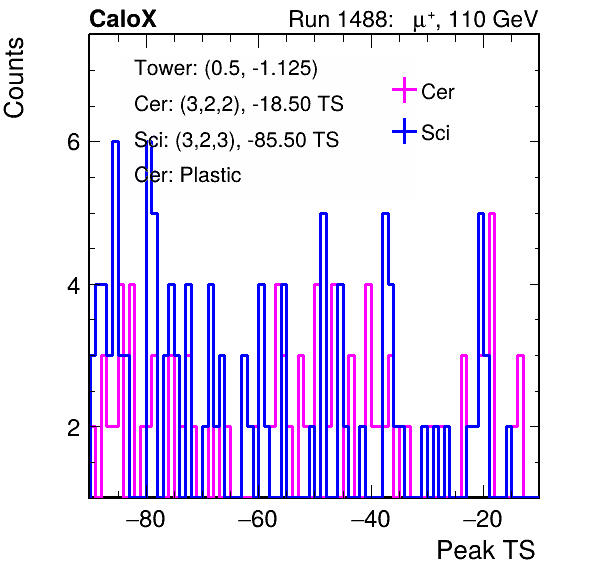 CaloX Run 1488: μ⁺, 110 GeV
Counts
Tower: (0.5, -1.125)
Cer: (3,2,2), -18.50 TS
Sci: (3,2,3), -85.50 TS
Cer: Plastic
Cer
Sci
6
4
2
−80 −60 −40 −20
Peak TS